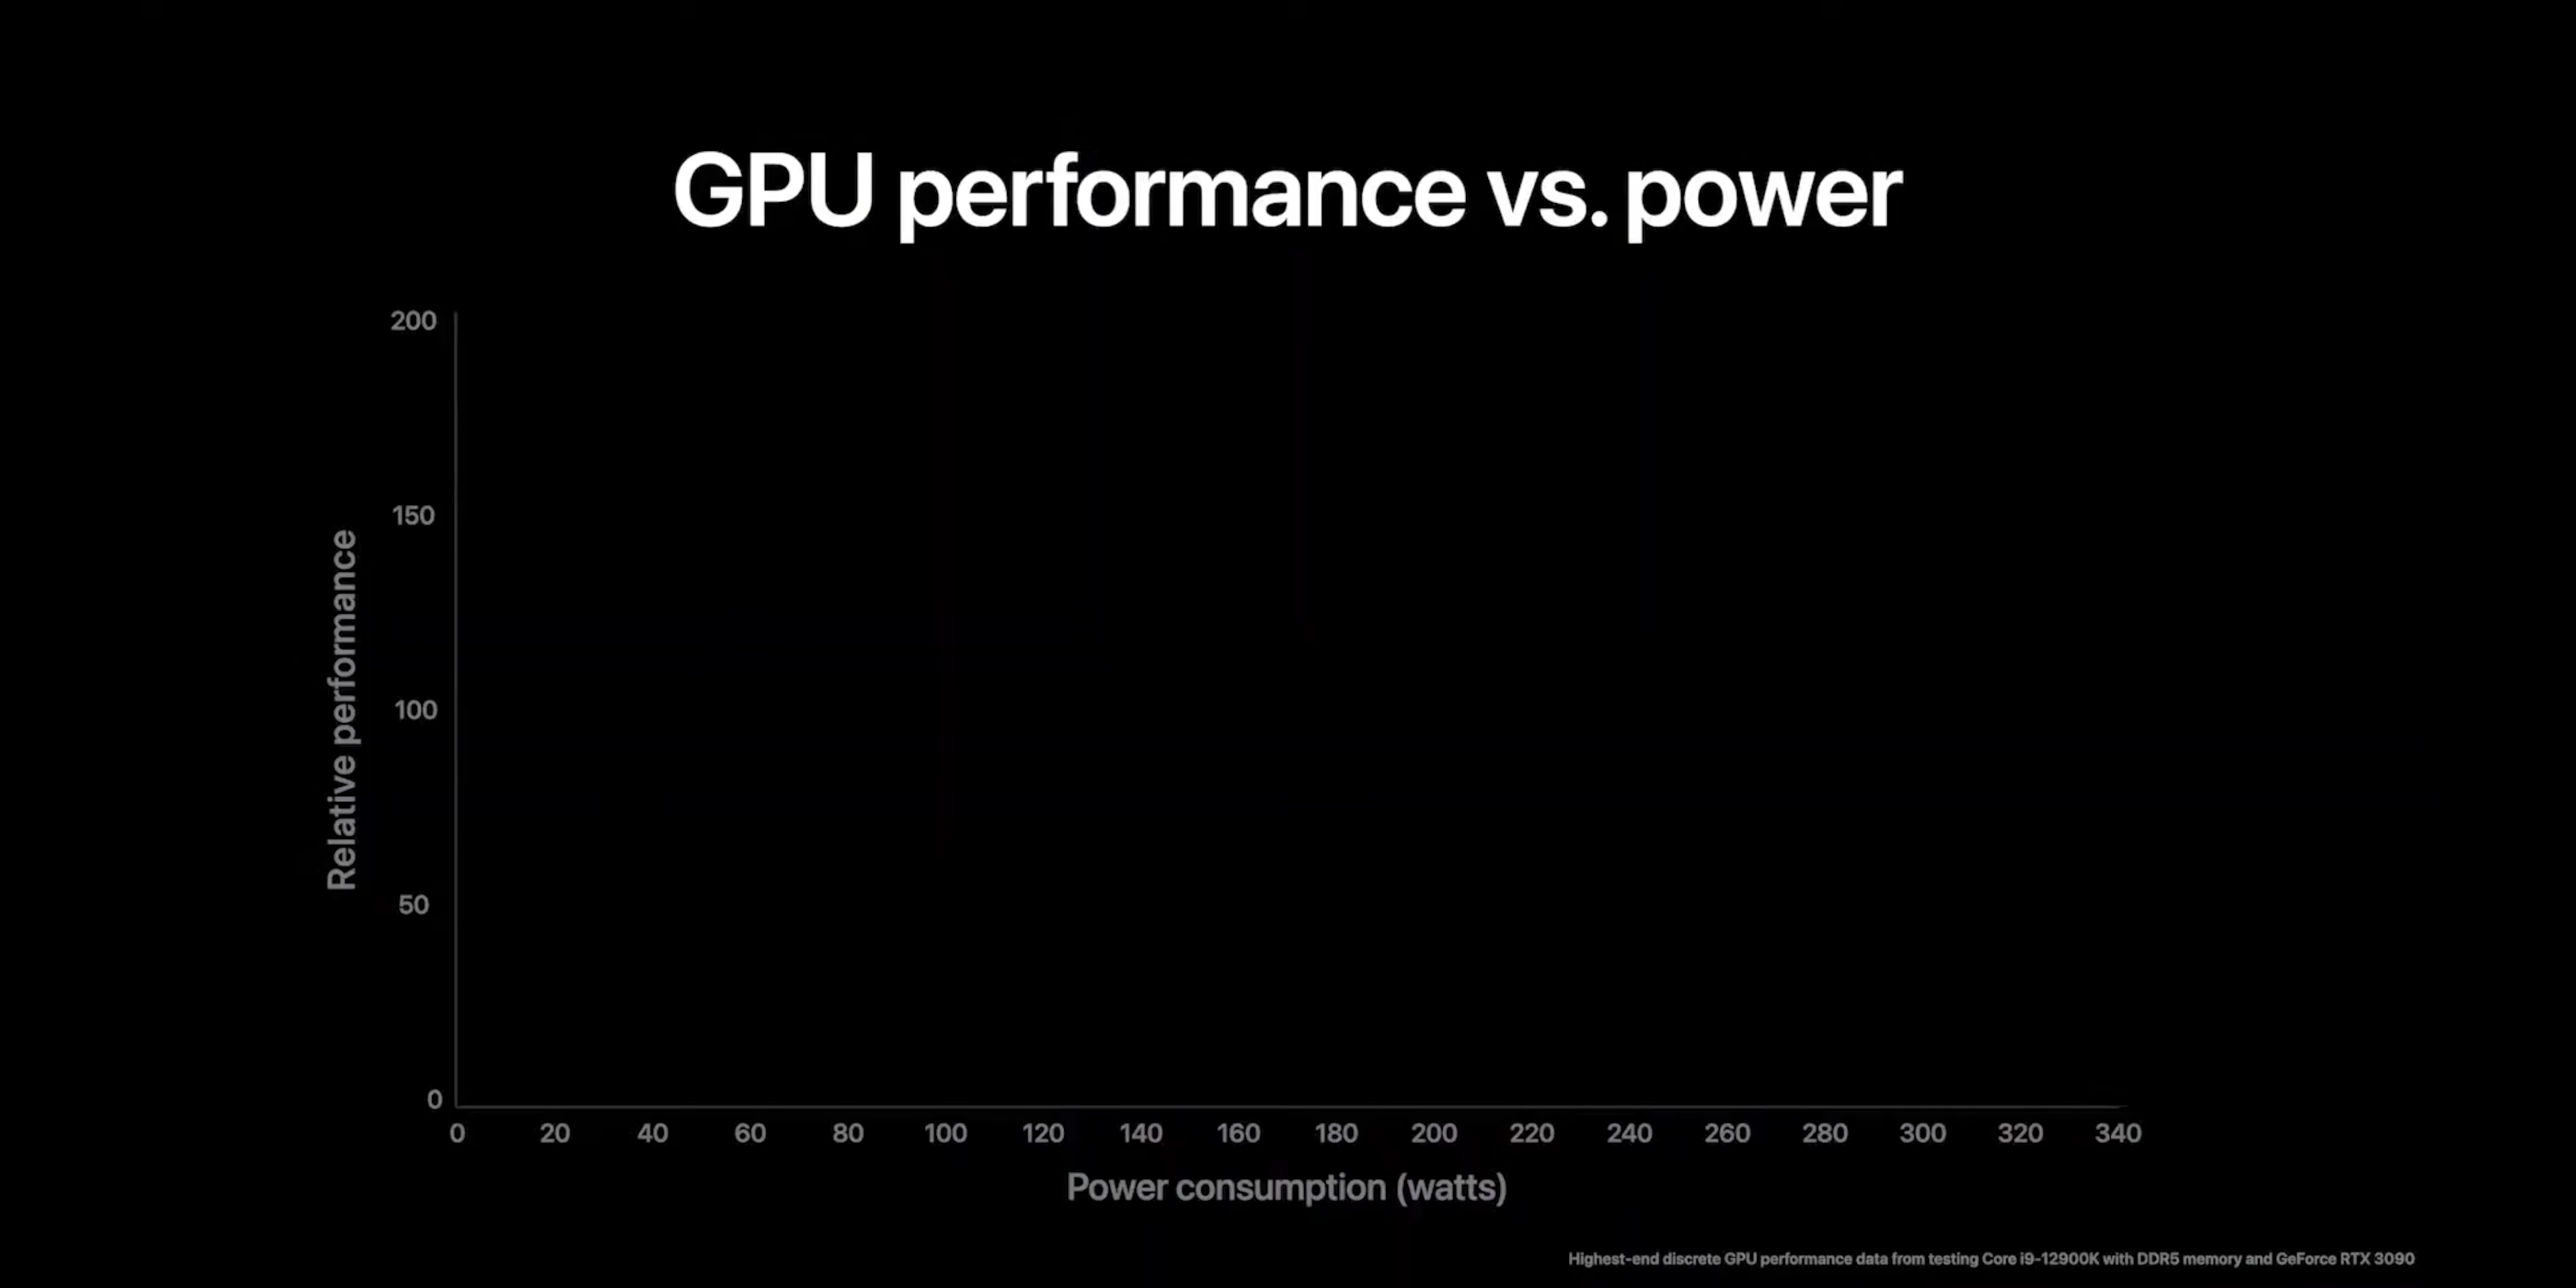 GPU performance vs. power
200
150
100
50
0
Relative performance
0 20 40 60 80 100 120 140 160 180 200 220 240 260 280 300 320 340
Power consumption (watts)
Highest-end discrete GPU performance data from testing Core i9-12900K with DDR5 memory and GeForce RTX 3090